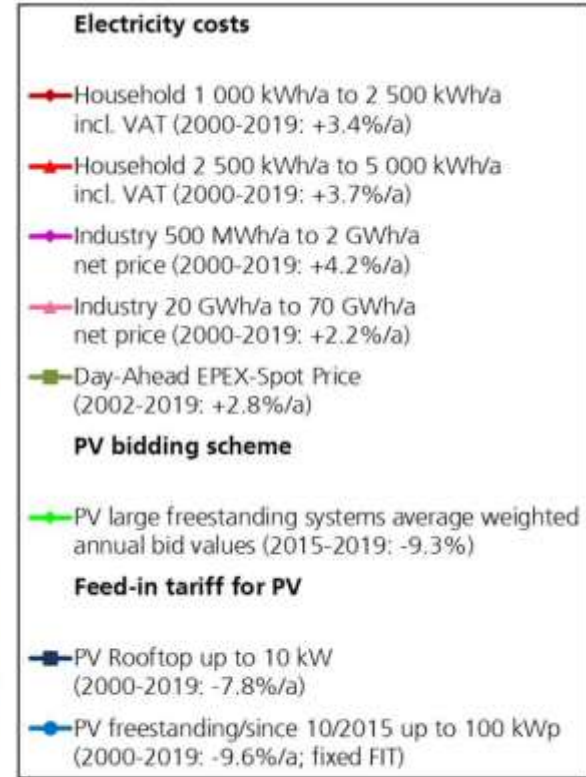 Electricity costs
Household 1 000 kWh/a to 2 500 kWh/a
incl. VAT (2000-2019: +3.4%/a)
Household 2 500 kWh/a to 5 000 kWh/a
incl. VAT (2000-2019: +3.7%/a)
Industry 500 MWh/a to 2 GWh/a
net price (2000-2019: +4.2%/a)
Industry 20 GWh/a to 70 GWh/a
net price (2000-2019: +2.2%/a)
Day-Ahead EPEX-Spot Price
(2002-2019: +2.8%/a)
PV bidding scheme
PV large freestanding systems average weighted
annual bid values (2015-2019: -9.3%)
Feed-in tariff for PV
PV Rooftop up to 10 kW
(2000-2019: -7.8%/a)
PV freestanding/since 10/2015 up to 100 kWp
(2000-2019: -9.6%/a; fixed FIT)